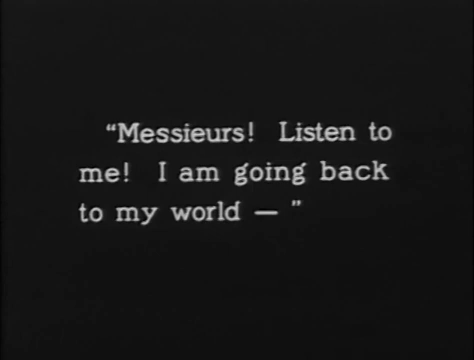 “Messieurs! Listen to
me! I am going back
to my world — ”